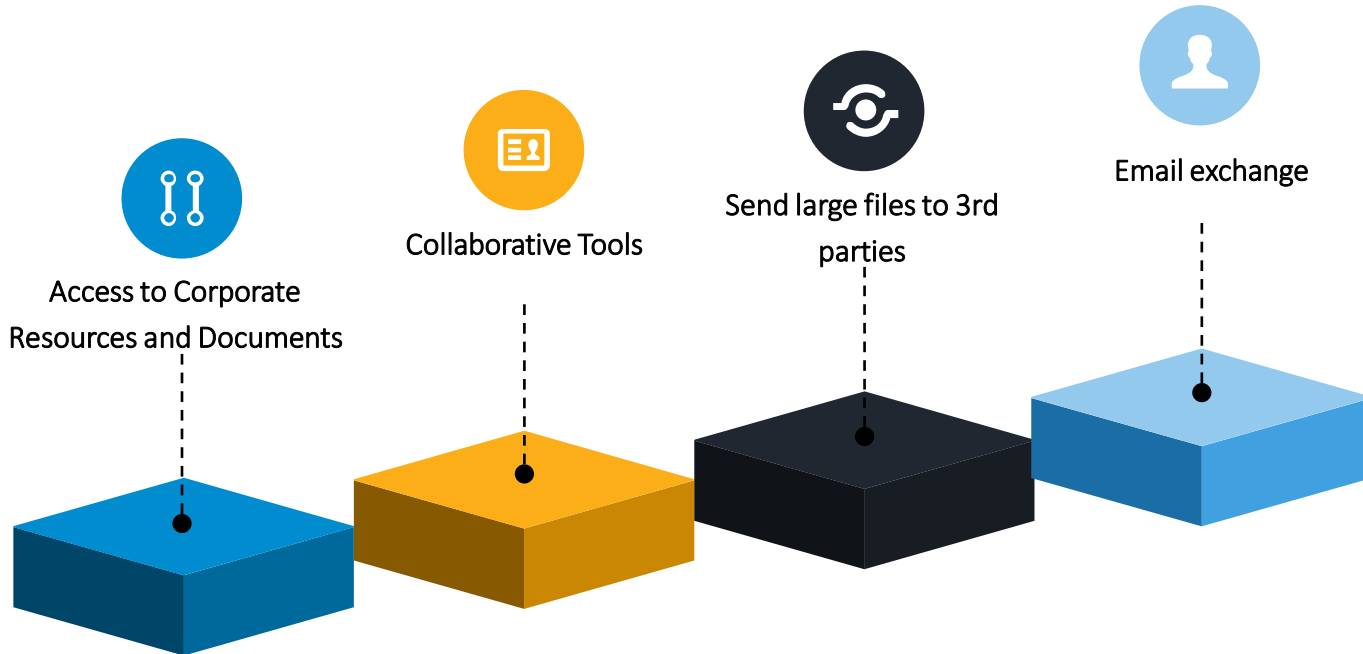 Access to Corporate
Resources and Documents
Collaborative Tools
Send large files to 3rd
parties
Email exchange